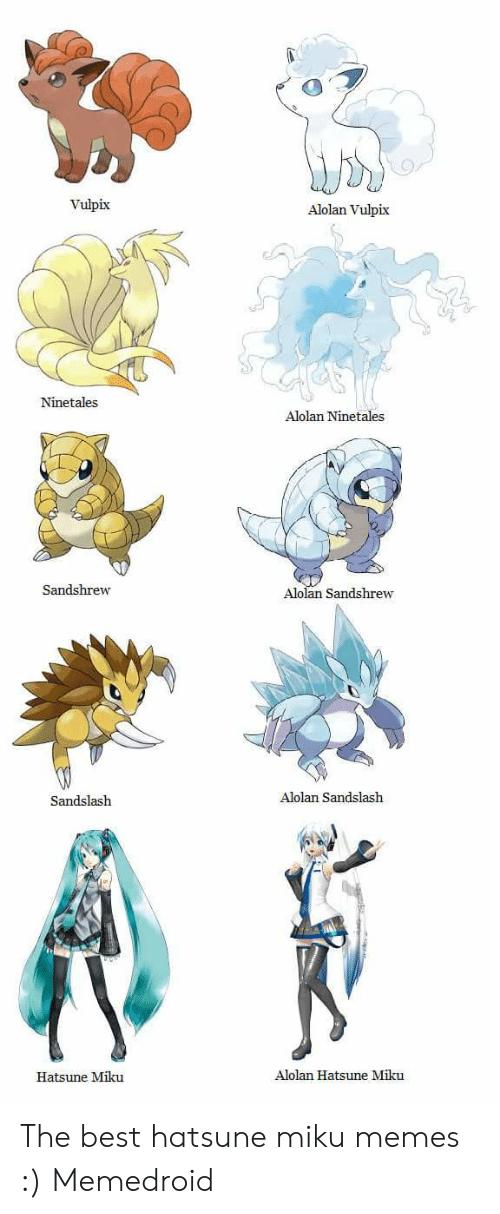 Vulpix
Alolan Vulpix
Ninetales
Alolan Ninetales
Sandshrew
Alolan Sandshrew
Sandslash
Alolan Sandslash
Hatsune Miku
Alolan Hatsune Miku
The best hatsune miku memes
:) Memedroid